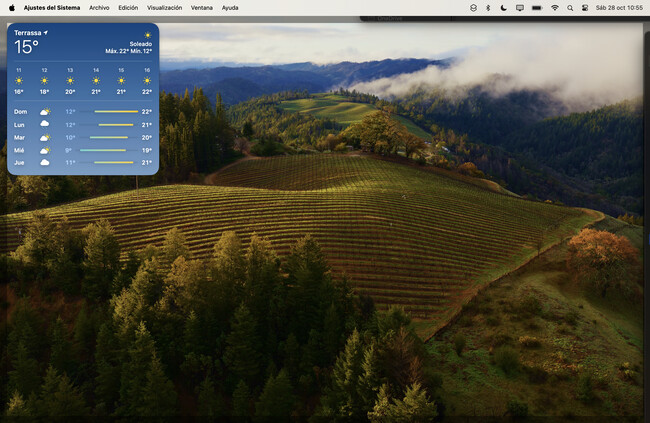 Ajustes del Sistema Archivo Edición Visualización Ventana Ayuda Sáb 28 oct 10:55
Terrassa
15°
Soleado
Máx. 22° Mín. 12°
11 12 13 14 15 16
16° 18° 20° 21° 21° 22°
Dom 12° 22°
Lun 12° 21°
Mar 10° 20°
Mié 9° 19°
Jue 11° 21°